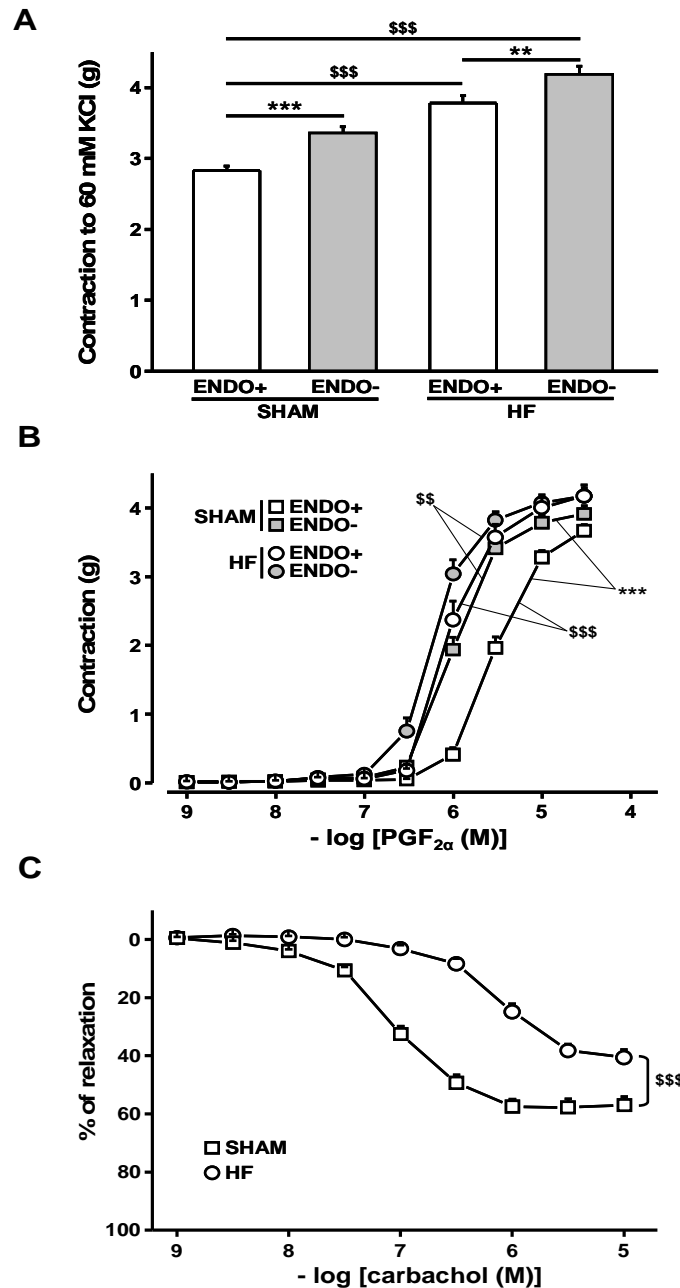 A
$$$
$$$
**
***
Contraction to 60 mM KCl (g)
4
3
2
1
0
ENDO+ ENDO- ENDO+ ENDO-
SHAM HF
B
Contraction (g)
4
3
2
1
0
SHAM ENDO+
ENDO-
HF ENDO+
ENDO-
$$
***
$$$
9 8 7 6 5 4
- log [PGF2α (M)]
C
% of relaxation
0
20
40
60
80
100
$$$
SHAM
HF
9 8 7 6 5
- log [carbachol (M)]